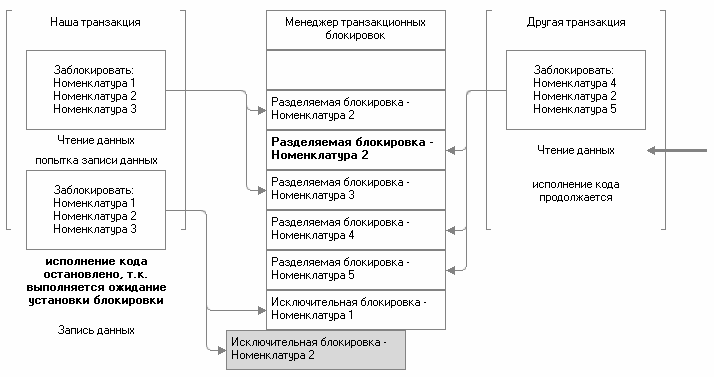 Наша транзакция
Заблокировать:
Номенклатура 1
Номенклатура 2
Номенклатура 3
Чтение данных
попытка записи данных
Заблокировать:
Номенклатура 1
Номенклатура 2
Номенклатура 3
исполнение кода
остановлено, т.к.
выполняется ожидание
установки блокировки
Запись данных
Менеджер транзакционных
блокировок
Разделяемая блокировка -
Номенклатура 2
Разделяемая блокировка -
Номенклатура 2
Разделяемая блокировка -
Номенклатура 3
Разделяемая блокировка -
Номенклатура 4
Разделяемая блокировка -
Номенклатура 5
Исключительная блокировка -
Номенклатура 1
Исключительная блокировка -
Номенклатура 2
Другая транзакция
Заблокировать:
Номенклатура 4
Номенклатура 2
Номенклатура 5
Чтение данных
исполнение кода
продолжается